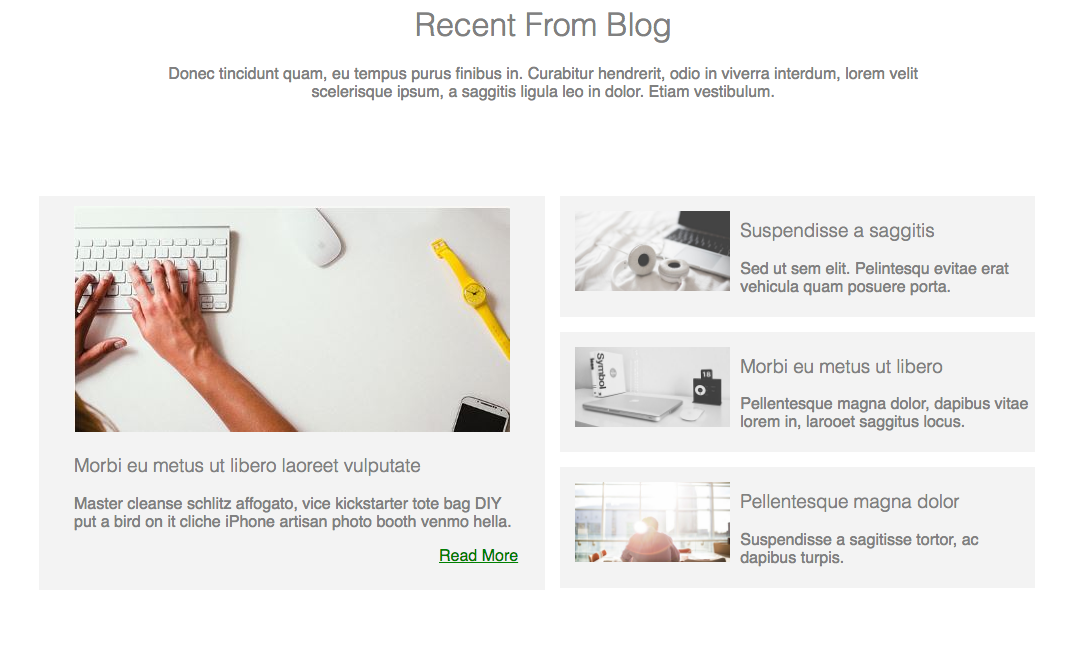 Recent From Blog
Donec tincidunt quam, eu tempus purus finibus in. Curabitur hendrerit, odio in viverra interdum, lorem velit
scelerisque ipsum, a saggitis ligula leo in dolor. Etiam vestibulum.
Morbi eu metus ut libero laoreet vulputate
Master cleanse schlitz affogato, vice kickstarter tote bag DIY
put a bird on it cliche iPhone artisan photo booth venmo hella.
Read More
Suspendisse a saggitis
Sed ut sem elit. Pelintesqu evitae erat
vehicula quam posuere porta.
Symbol
18
Morbi eu metus ut libero
Pellentesque magna dolor, dapibus vitae
lorem in, larooet saggitus locus.
Pellentesque magna dolor
Suspendisse a sagitisse tortor, ac
dapibus turpis.